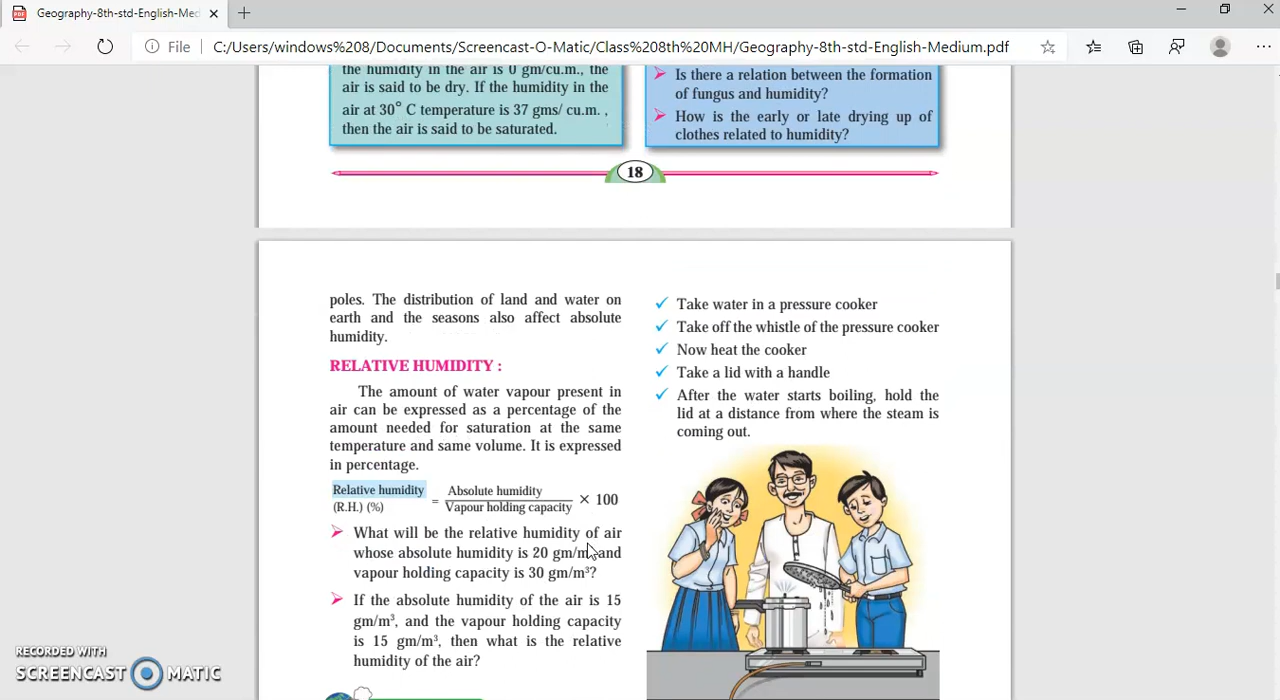 Geography-8th-std-English-Med
File
C:/Users/windows%208/Documents/Screencast-O-Matic/Class%208th%20MH/Geography-8th-std-English-Medium.pdf
the humidity in the air is 0 gm/cu.m., the
air is said to be dry. If the humidity in the
air at 30° C temperature is 37 gms/ cu.m. ,
then the air is said to be saturated.
Is there a relation between the formation
of fungus and humidity?
How is the early or late drying up of
clothes related to humidity?
18
poles. The distribution of land and water on
earth and the seasons also affect absolute
humidity.
RELATIVE HUMIDITY :
The amount of water vapour present in
air can be expressed as a percentage of the
amount needed for saturation at the same
temperature and same volume. It is expressed
in percentage.
Relative humidity
(R.H.) (%)
= Absolute humidity
Vapour holding capacity
× 100
What will be the relative humidity of air
whose absolute humidity is 20 gm/m and
vapour holding capacity is 30 gm/m³?
If the absolute humidity of the air is 15
gm/m³, and the vapour holding capacity
is 15 gm/m³, then what is the relative
humidity of the air?
Take water in a pressure cooker
Take off the whistle of the pressure cooker
Now heat the cooker
Take a lid with a handle
After the water starts boiling, hold the
lid at a distance from where the steam is
coming out.
RECORDED WITH
SCREENCAST MATIC